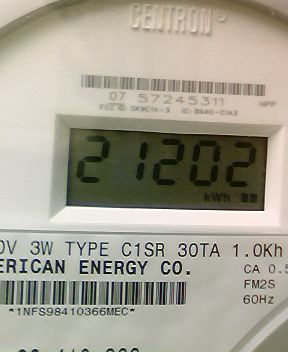 CENTRON®
07 57245311 HPP
21202
kWh
0V 3W TYPE C1SR 30TA 1.0Kh
ERICAN ENERGY CO.
CA 0.5
FM2S
60Hz
*1NFS98410366MEC*